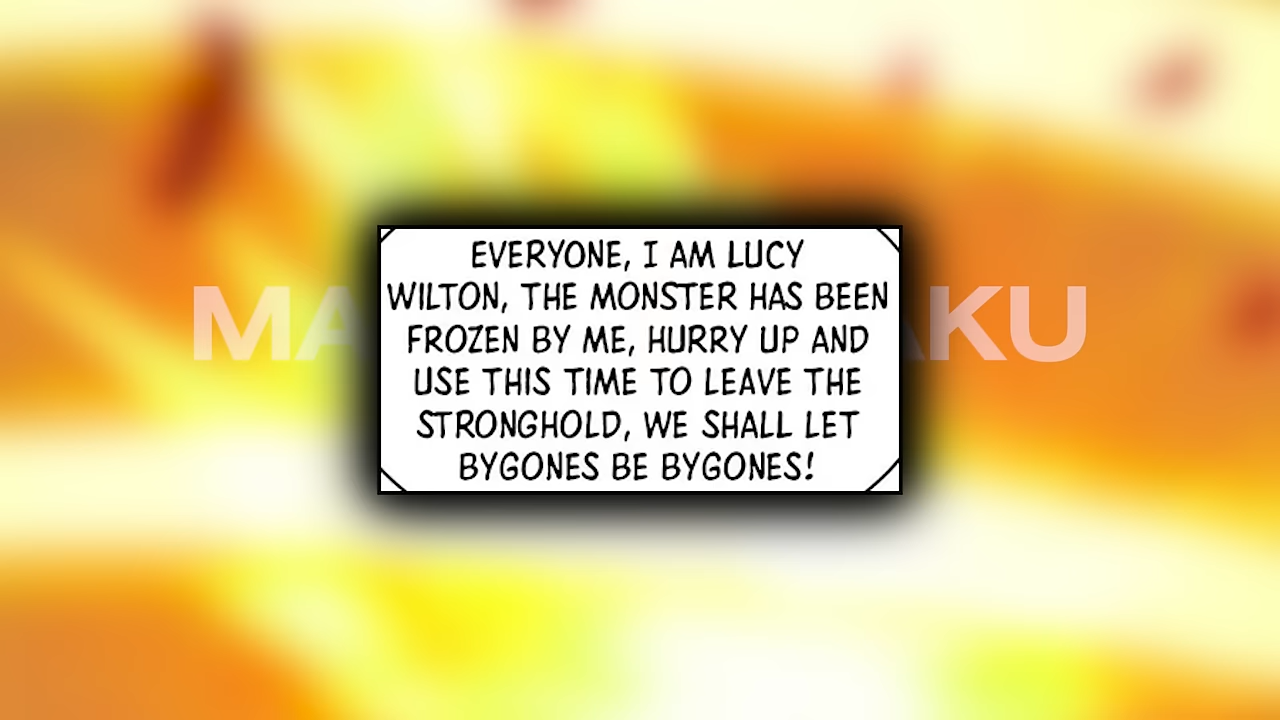 EVERYONE, I AM LUCY
WILTON, THE MONSTER HAS BEEN
FROZEN BY ME, HURRY UP AND
USE THIS TIME TO LEAVE THE
STRONGHOLD, WE SHALL LET
BYGONES BE BYGONES!